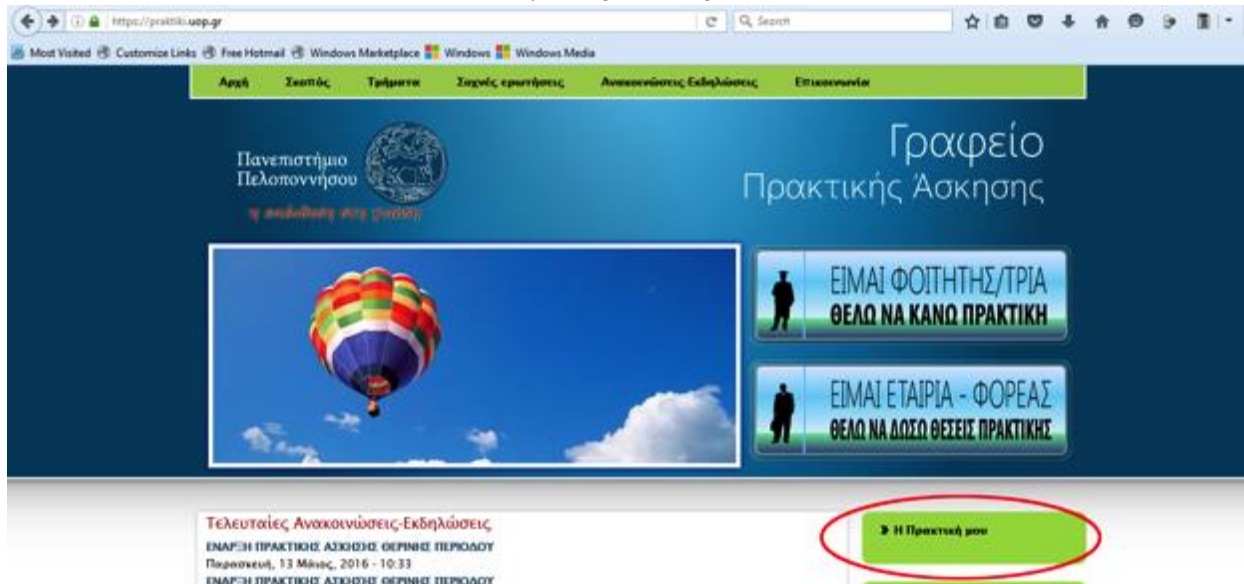 https://praktiki.uop.gr
Search
Most Visited Customize Links Free Hotmail Windows Marketplace Windows Windows Media
Αρχή Σκοπός Τμήματα Συχνές ερωτήσεις Ανακοινώσεις Εκδηλώσεις Επικοινωνία
Πανεπιστήμιο
Πελοποννήσου
Γραφείο
Πρακτικής Άσκησης
ΕΙΜΑΙ ΦΟΙΤΗΤΗΣ/ΤΡΙΑ
ΘΕΛΩ ΝΑ ΚΑΝΩ ΠΡΑΚΤΙΚΗ
ΕΙΜΑΙ ΕΤΑΙΡΙΑ - ΦΟΡΕΑΣ
ΘΕΛΩ ΝΑ ΔΩΣΩ ΘΕΣΕΙΣ ΠΡΑΚΤΙΚΗΣ
Τελευταίες Ανακοινώσεις-Εκδηλώσεις
ΕΝΑΡΞΗ ΠΡΑΚΤΙΚΗΣ ΑΣΚΗΣΗΣ ΘΕΡΙΝΗΣ ΠΕΡΙΟΔΟΥ
Παρασκευή, 13 Μάιος, 2016 - 10:33
ΕΝΑΡΞΗ ΠΡΑΚΤΙΚΗΣ ΑΣΚΗΣΗΣ ΘΕΡΙΝΗΣ ΠΕΡΙΟΔΟΥ
Η Πρακτική μου